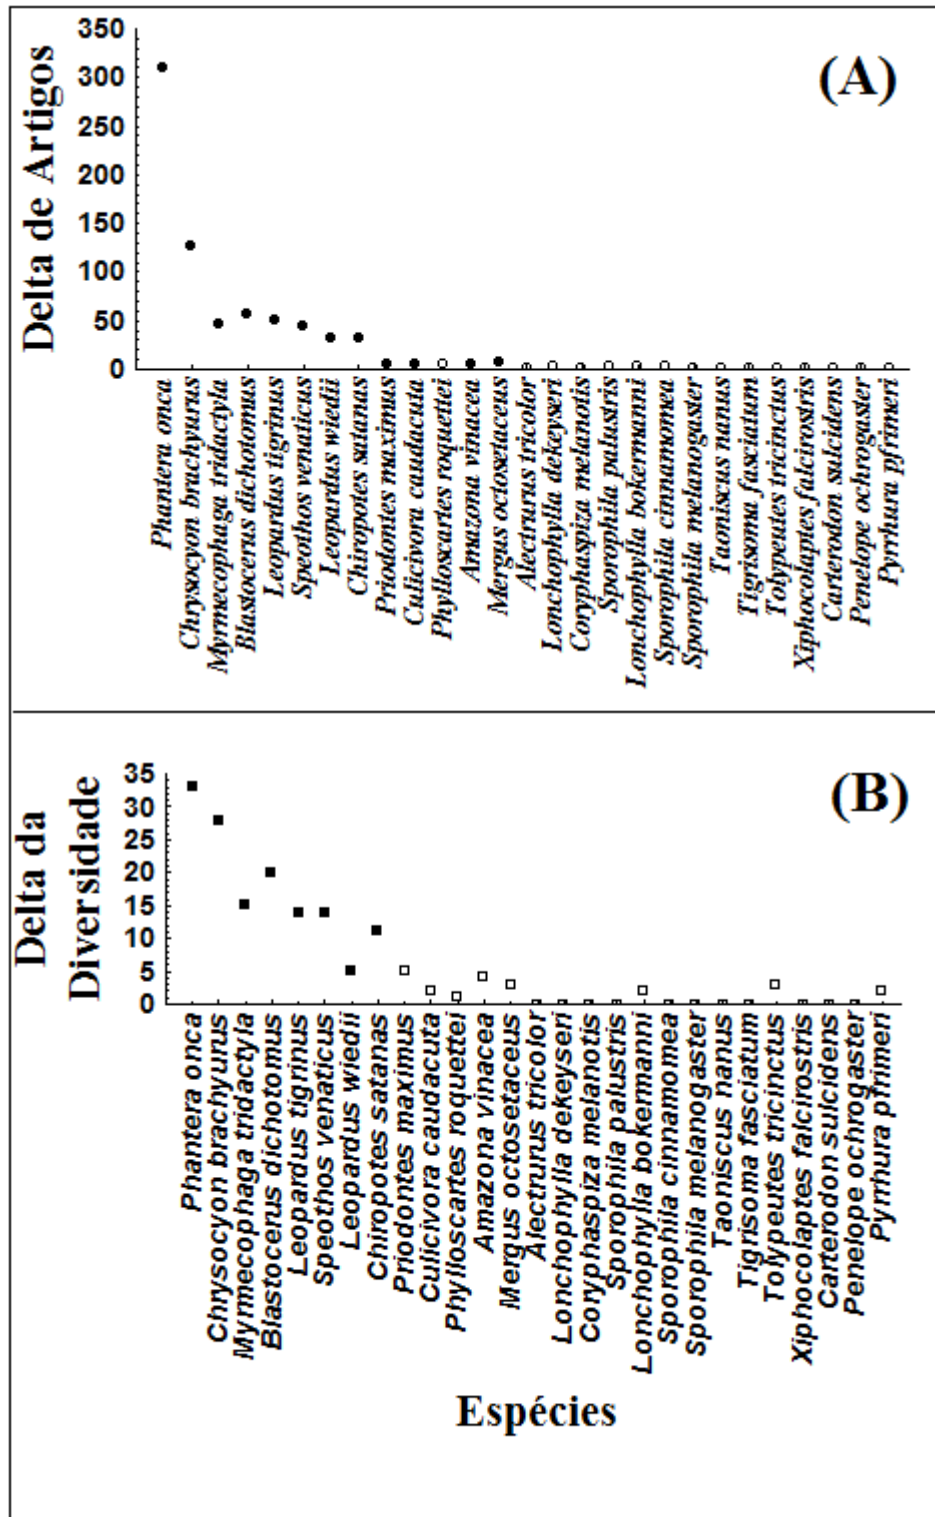 (A)
Delta de Artigos
350
300
250
200
150
100
50
0
Phantera onca
Chrysocyon brachyurus
Myrmecophaga tridactyla
Blastocerus dichotomus
Leopardus tigrinus
Speothos venaticus
Leopardus wiedii
Chiropotes satanas
Priodontes maximus
Culicivora caudacuta
Phylloscartes roquettei
Amazona vinacea
Mergus octosetaceus
Alectrurus tricolor
Lonchophylla dekeyseri
Coryphaspiza melanotis
Sporophila palustris
Lonchophylla bokermanni
Sporophila cinnamomea
Sporophila melanogaster
Taoniscus nanus
Tigrisoma fasciatum
Tolypeutes tricinctus
Xiphocolaptes falcirostris
Carterodon sulcidens
Penelope ochrogaster
Pyrrhura pfrimeri
(B)
Delta da
Diversidade
35
30
25
20
15
10
5
0
Phantera onca
Chrysocyon brachyurus
Myrmecophaga tridactyla
Blastocerus dichotomus
Leopardus tigrinus
Speothos venaticus
Leopardus wiedii
Chiropotes satanas
Priodontes maximus
Culicivora caudacuta
Phylloscartes roquettei
Amazona vinacea
Mergus octosetaceus
Alectrurus tricolor
Lonchophylla dekeyseri
Coryphaspiza melanotis
Sporophila palustris
Lonchophylla bokermanni
Sporophila cinnamomea
Sporophila melanogaster
Taoniscus nanus
Tigrisoma fasciatum
Tolypeutes tricinctus
Xiphocolaptes falcirostris
Carterodon sulcidens
Penelope ochrogaster
Pyrrhura pfrimeri
Espécies